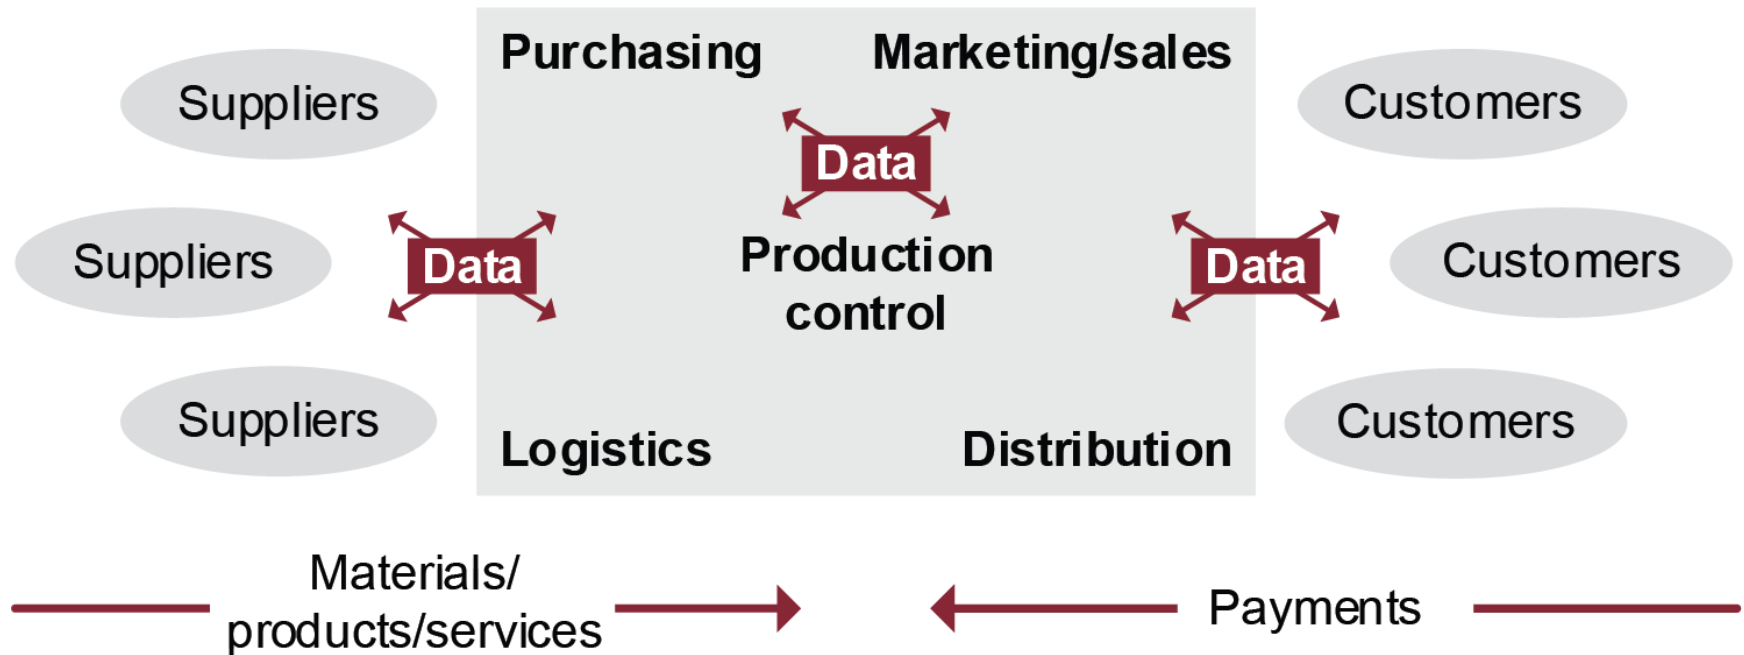 Purchasing
Marketing/sales
Suppliers
Customers
Data
Suppliers
Data
Production
control
Data
Customers
Suppliers
Logistics
Distribution
Customers
Materials/
products/services
Payments